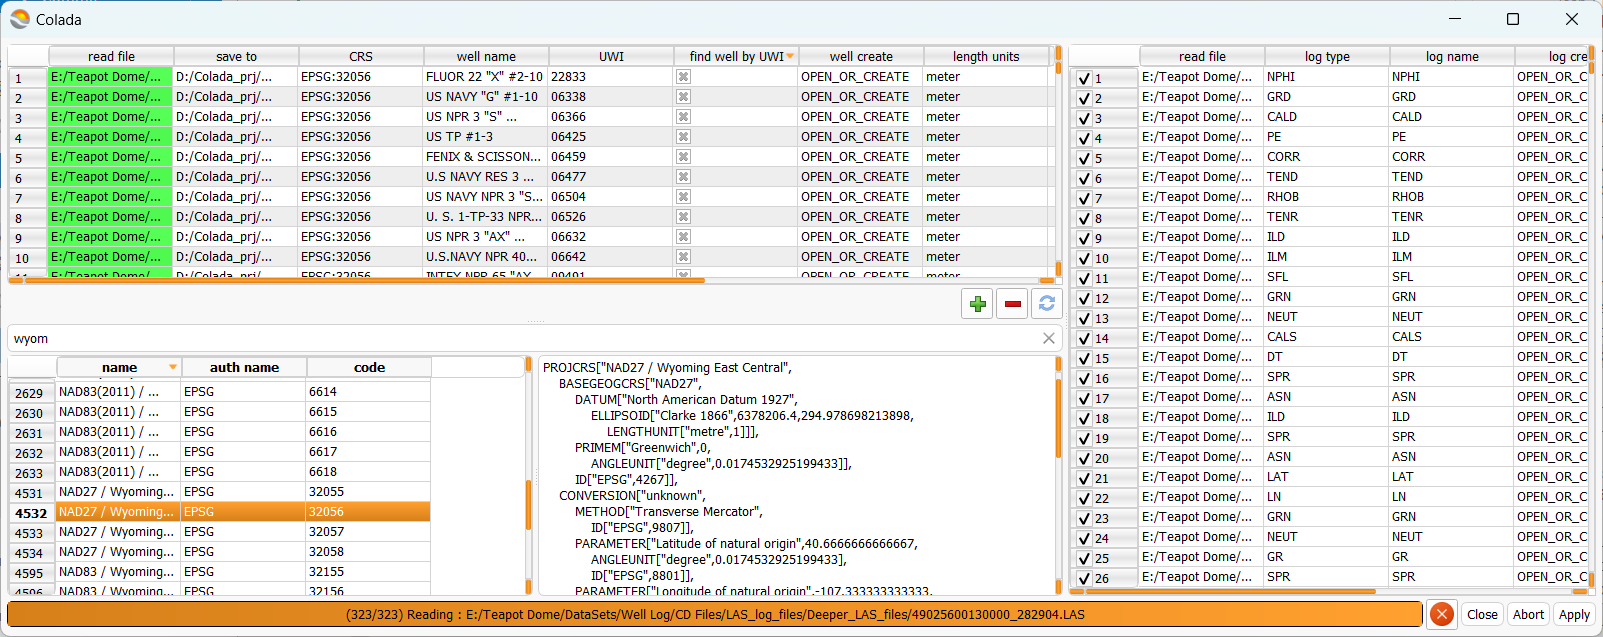 Colada
read file save to CRS well name UWI find well by UWI well create length units
1 E:/Teapot Dome/... D:/Colada_prj/... EPSG:32056 FLUOR 22 "X" #2-10 22833 OPEN_OR_CREATE meter
2 E:/Teapot Dome/... D:/Colada_prj/... EPSG:32056 US NAVY "G" #1-10 06338 OPEN_OR_CREATE meter
3 E:/Teapot Dome/... D:/Colada_prj/... EPSG:32056 US NPR 3 "S" ... 06366 OPEN_OR_CREATE meter
4 E:/Teapot Dome/... D:/Colada_prj/... EPSG:32056 US TP #1-3 06425 OPEN_OR_CREATE meter
5 E:/Teapot Dome/... D:/Colada_prj/... EPSG:32056 FENIX & SCISSON... 06459 OPEN_OR_CREATE meter
6 E:/Teapot Dome/... D:/Colada_prj/... EPSG:32056 U.S NAVY RES 3 ... 06477 OPEN_OR_CREATE meter
7 E:/Teapot Dome/... D:/Colada_prj/... EPSG:32056 US NAVY NPR 3 "S... 06504 OPEN_OR_CREATE meter
8 E:/Teapot Dome/... D:/Colada_prj/... EPSG:32056 U. S. 1-TP-33 NPR... 06526 OPEN_OR_CREATE meter
9 E:/Teapot Dome/... D:/Colada_prj/... EPSG:32056 US NPR 3 "AX" ... 06632 OPEN_OR_CREATE meter
10 E:/Teapot Dome/... D:/Colada_prj/... EPSG:32056 U.S.NAVY NPR 40... 06642 OPEN_OR_CREATE meter
11 E:/Teapot Dome/... D:/Colada_prj/... EPSG:32056 INTEX NPR 65 "AX 09491 OPEN_OR_CREATE meter
wyom
name auth name code
2629 NAD83(2011) / ... EPSG 6614
2630 NAD83(2011) / ... EPSG 6615
2631 NAD83(2011) / ... EPSG 6616
2632 NAD83(2011) / ... EPSG 6617
2633 NAD83(2011) / ... EPSG 6618
4531 NAD27 / Wyoming... EPSG 32055
4532 NAD27 / Wyoming... EPSG 32056
4533 NAD27 / Wyoming... EPSG 32057
4534 NAD27 / Wyoming... EPSG 32058
4595 NAD83 / Wyoming... EPSG 32155
4596 NAD83 / Wyoming... EPSG 32156
PROJCRS["NAD27 / Wyoming East Central",
BASEGEOGCRS["NAD27",
DATUM["North American Datum 1927",
ELLIPSOID["Clarke 1866",6378206.4,294.978698213898,
LENGTHUNIT["metre",1]]],
PRIMEM["Greenwich",0,
ANGLEUNIT["degree",0.0174532925199433]],
ID["EPSG",4267]],
CONVERSION["unknown",
METHOD["Transverse Mercator",
ID["EPSG",9807]],
PARAMETER["Latitude of natural origin",40.6666666666667,
ANGLEUNIT["degree",0.0174532925199433],
ID["EPSG",8801]],
PARAMETER["Longitude of natural origin",-107.333333333333,
read file log type log name log cre
1 E:/Teapot Dome/... NPHI NPHI OPEN_OR_C
2 E:/Teapot Dome/... GRD GRD OPEN_OR_C
3 E:/Teapot Dome/... CALD CALD OPEN_OR_C
4 E:/Teapot Dome/... PE PE OPEN_OR_C
5 E:/Teapot Dome/... CORR CORR OPEN_OR_C
6 E:/Teapot Dome/... TEND TEND OPEN_OR_C
7 E:/Teapot Dome/... RHOB RHOB OPEN_OR_C
8 E:/Teapot Dome/... TENR TENR OPEN_OR_C
9 E:/Teapot Dome/... ILD ILD OPEN_OR_C
10 E:/Teapot Dome/... ILM ILM OPEN_OR_C
11 E:/Teapot Dome/... SFL SFL OPEN_OR_C
12 E:/Teapot Dome/... GRN GRN OPEN_OR_C
13 E:/Teapot Dome/... NEUT NEUT OPEN_OR_C
14 E:/Teapot Dome/... CALS CALS OPEN_OR_C
15 E:/Teapot Dome/... DT DT OPEN_OR_C
16 E:/Teapot Dome/... SPR SPR OPEN_OR_C
17 E:/Teapot Dome/... ASN ASN OPEN_OR_C
18 E:/Teapot Dome/... ILD ILD OPEN_OR_C
19 E:/Teapot Dome/... SPR SPR OPEN_OR_C
20 E:/Teapot Dome/... ASN ASN OPEN_OR_C
21 E:/Teapot Dome/... LAT LAT OPEN_OR_C
22 E:/Teapot Dome/... LN LN OPEN_OR_C
23 E:/Teapot Dome/... GRN GRN OPEN_OR_C
24 E:/Teapot Dome/... NEUT NEUT OPEN_OR_C
25 E:/Teapot Dome/... GR GR OPEN_OR_C
26 E:/Teapot Dome/... SPR SPR OPEN_OR_C
(323/323) Reading : E:/Teapot Dome/DataSets/Well Log/CD Files/LAS_log_files/Deeper_LAS_files/49025600130000_282904.LAS
Close Abort Apply